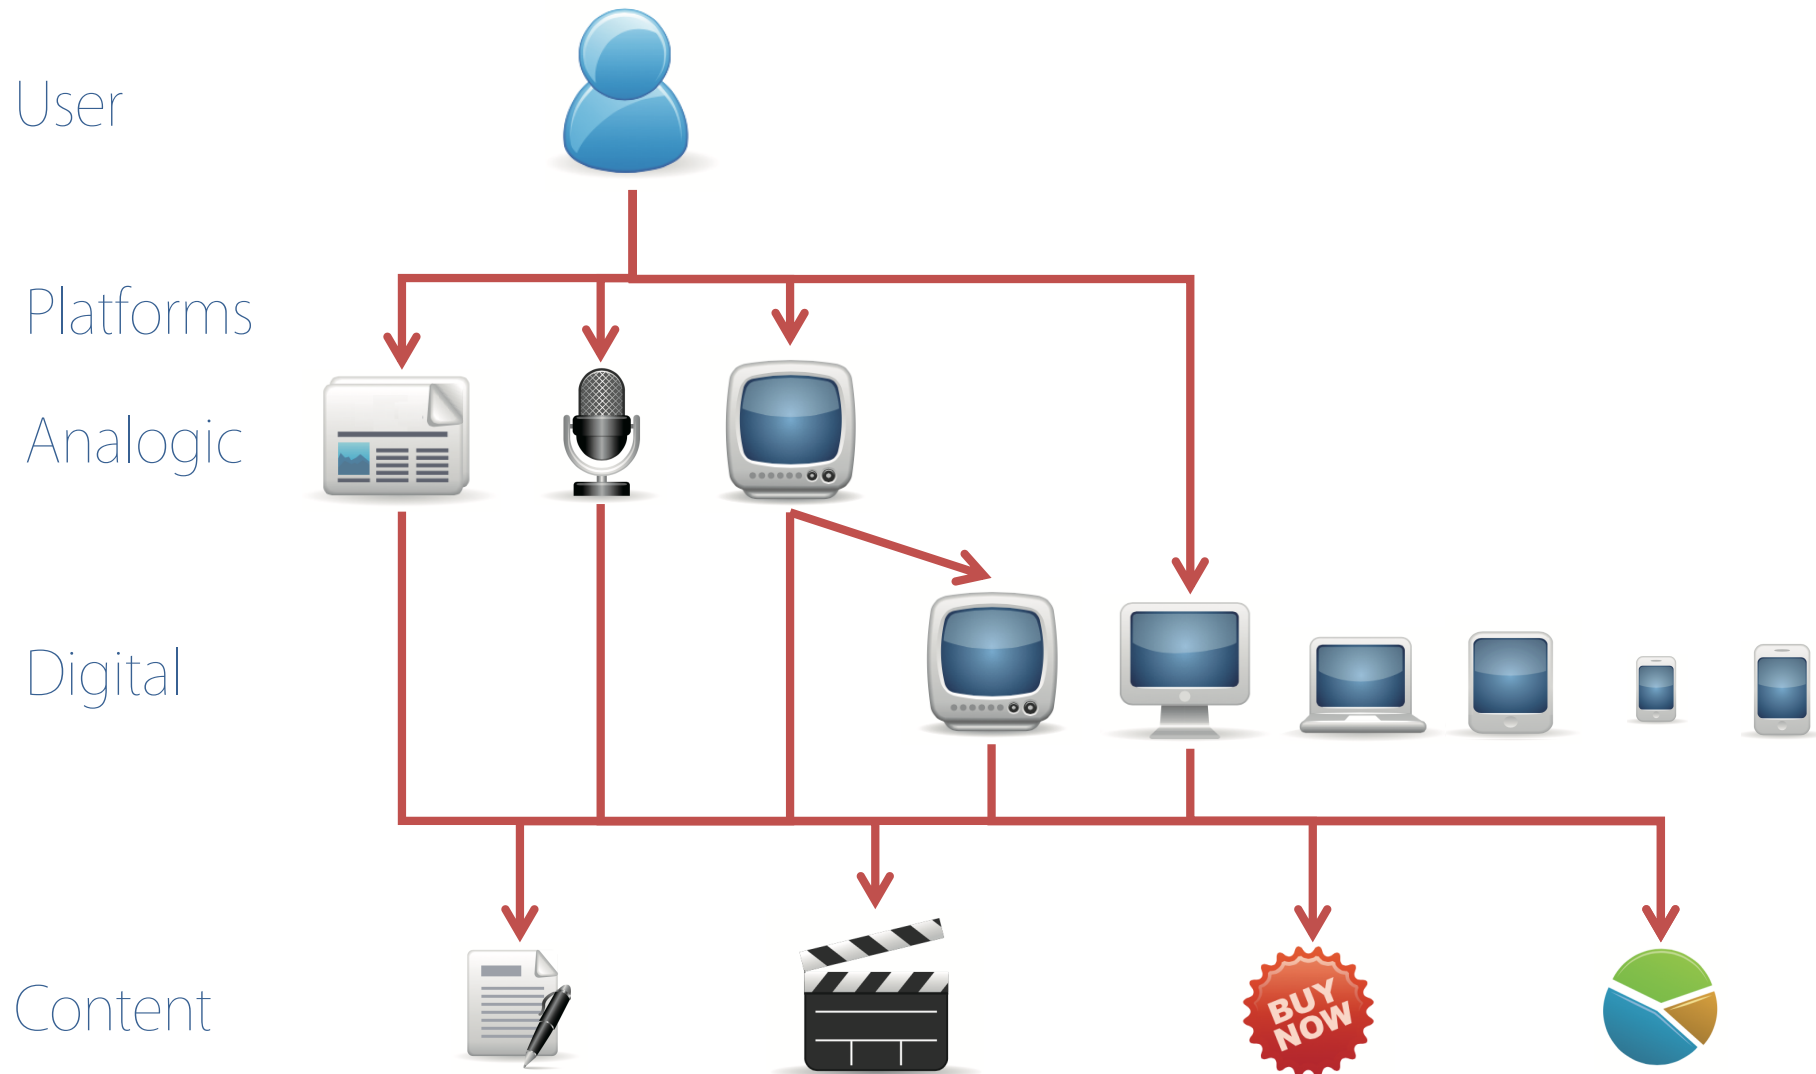 User
Platforms
Analogic
Digital
Content
BUY
NOW